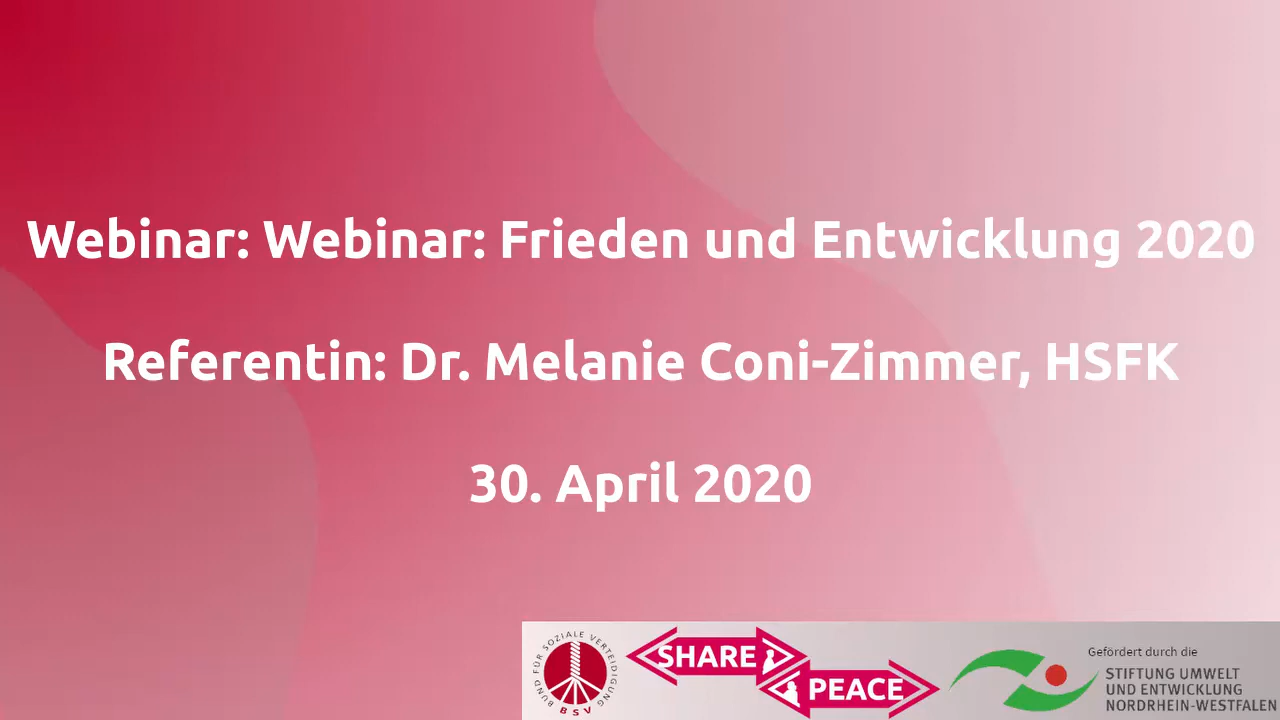 Webinar: Webinar: Frieden und Entwicklung 2020
Referentin: Dr. Melanie Coni-Zimmer, HSFK
30. April 2020
BUND FÜR SOZIALE VERTEIDIGUNG
BSV
SHARE
PEACE
Gefördert durch die
STIFTUNG UMWELT
UND ENTWICKLUNG
NORDRHEIN-WESTFALEN